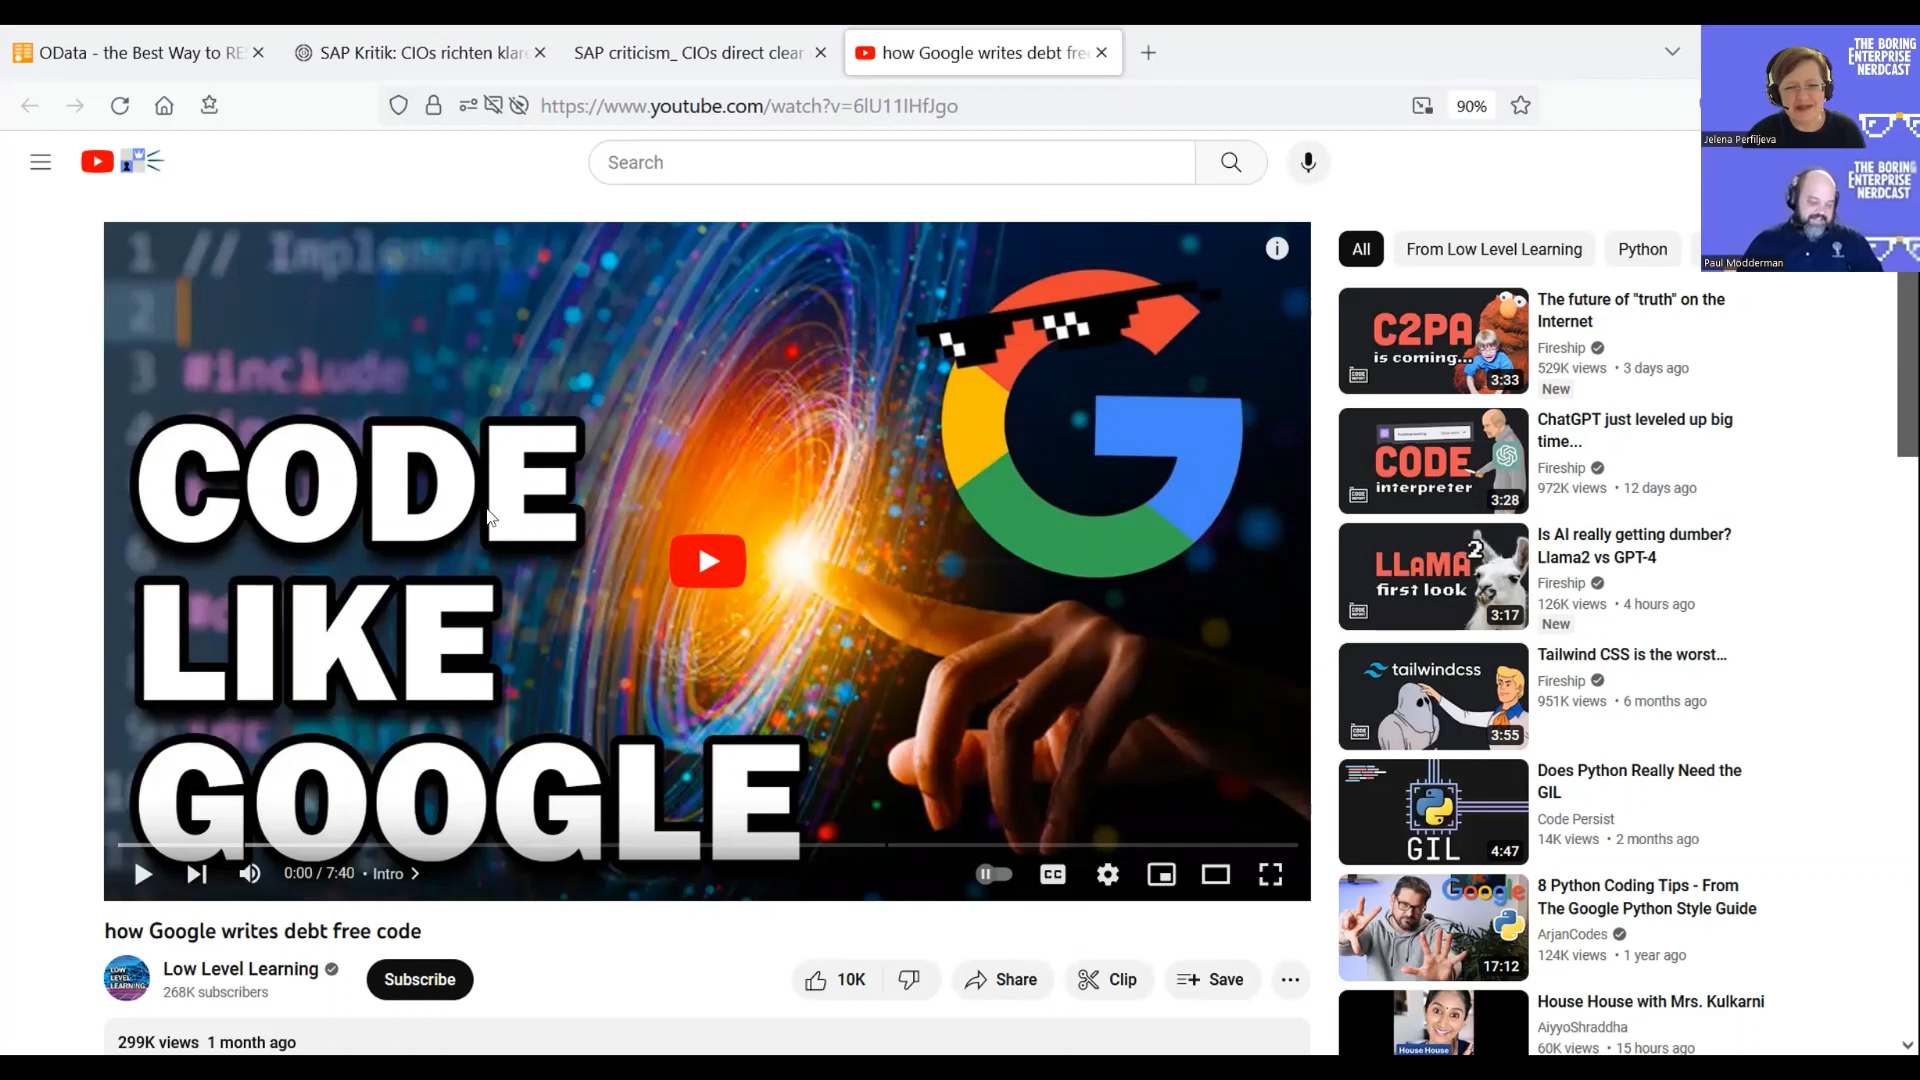 OData - the Best Way to RE
SAP Kritik: CIOs richten klare
SAP criticism_ CIOs direct clear
how Google writes debt fre
https://www.youtube.com/watch?v=6lU11IHfJgo
90%
THE BORING
ENTERPRISE
NERDCAST
Jelena Perfiljeva
THE BORING
ENTERPRISE
NERDCAST
Paul Modderman
Search
1 // Implement
2
3 #include
CODE
LIKE
GOOGLE
0:00 / 7:40 • Intro
CC
how Google writes debt free code
Low Level Learning
268K subscribers
Subscribe
10K
Share
Clip
Save
299K views 1 month ago
All
From Low Level Learning
Python
C2PA
is coming...
3:33
The future of "truth" on the
Internet
Fireship
529K views • 3 days ago
New
CODE
interpreter
3:28
ChatGPT just leveled up big
time...
Fireship
972K views • 12 days ago
LLaMA2
first look
3:17
Is AI really getting dumber?
Llama2 vs GPT-4
Fireship
126K views • 4 hours ago
New
tailwindcss
3:55
Tailwind CSS is the worst...
Fireship
951K views • 6 months ago
GIL
4:47
Does Python Really Need the
GIL
Code Persist
14K views • 2 months ago
Google
17:12
8 Python Coding Tips - From
The Google Python Style Guide
ArjanCodes
124K views • 1 year ago
House House
House House with Mrs. Kulkarni
AiyyoShraddha
60K views • 15 hours ago